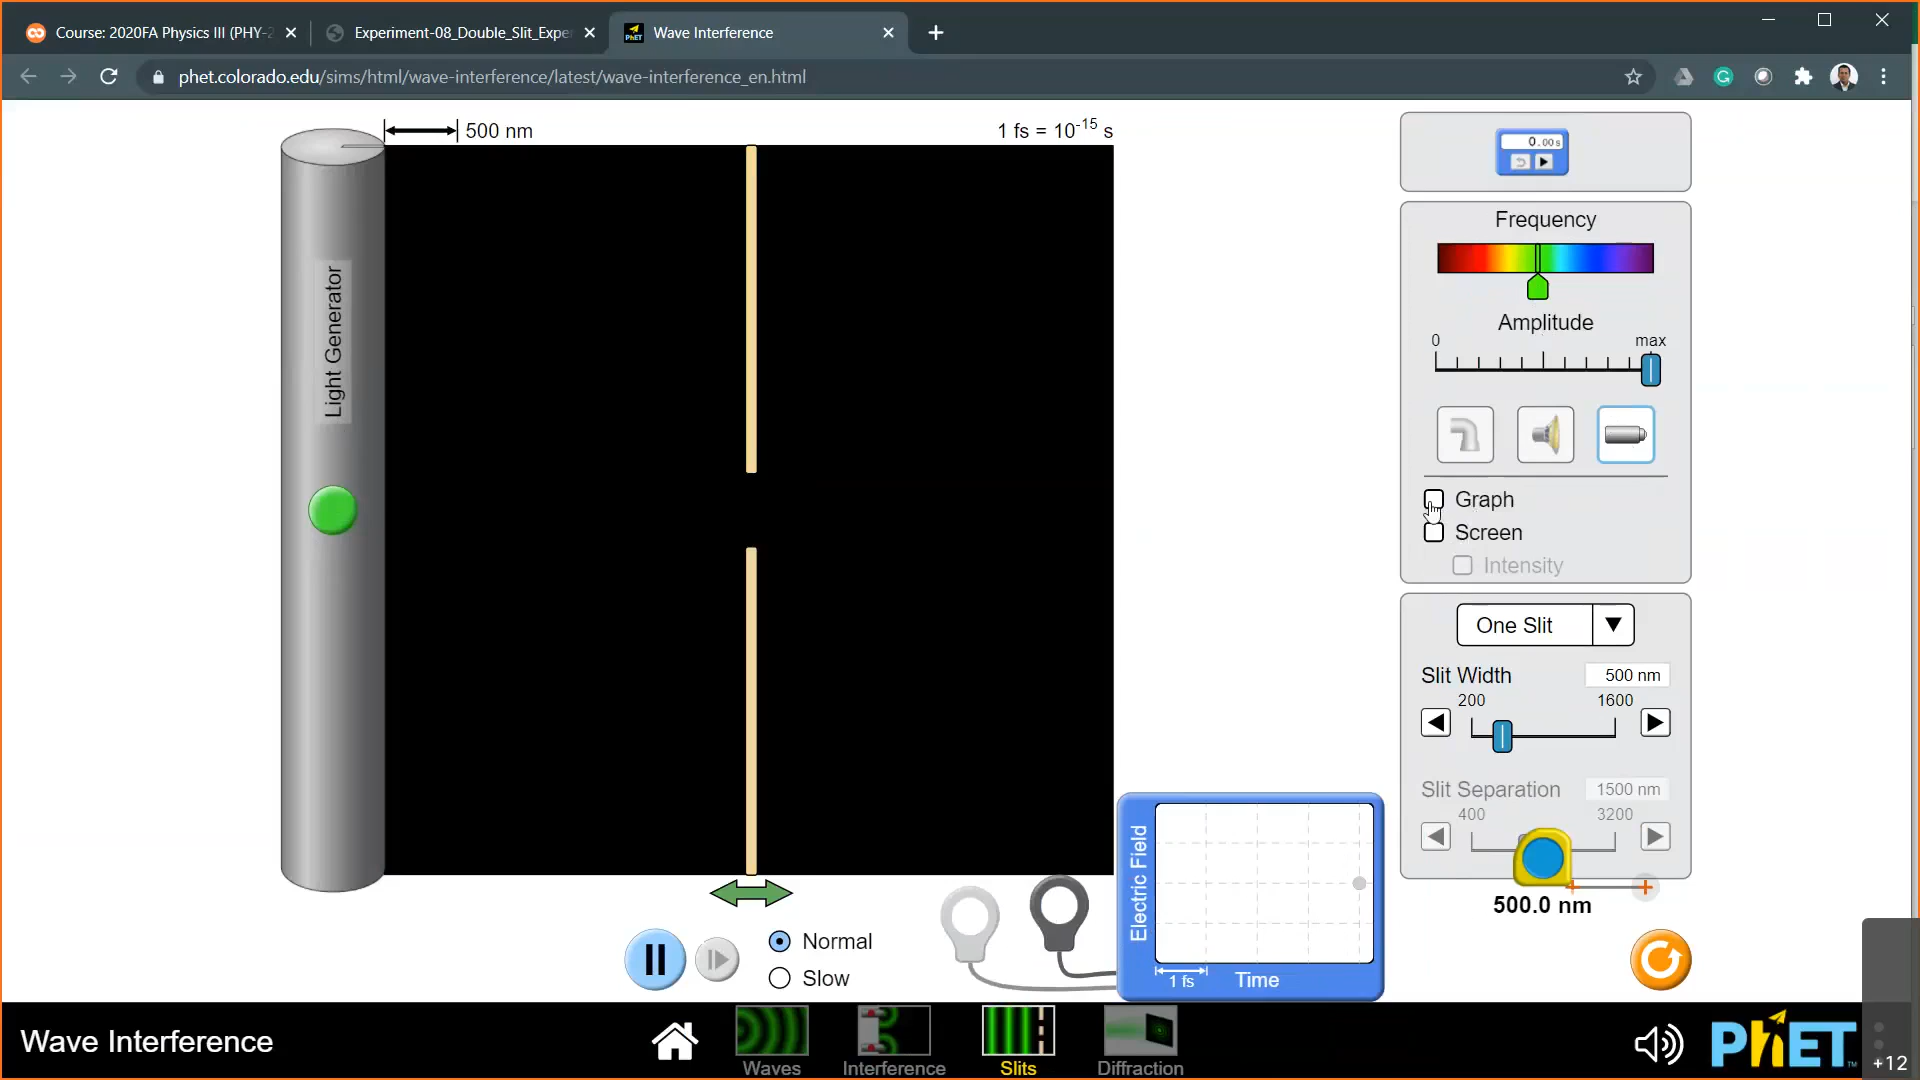 Course: 2020FA Physics III (PHY-2
Experiment-08_Double_Slit_Expe
Wave Interference
phet.colorado.edu/sims/html/wave-interference/latest/wave-interference_en.html
500 nm
1 fs = 10⁻¹⁵ s
0.00s
Light Generator
Frequency
Amplitude
0
max
Graph
Screen
Intensity
One Slit
Slit Width
500 nm
200
1600
Slit Separation
1500 nm
400
3200
500.0 nm
Electric Field
1 fs
Time
Normal
Slow
Wave Interference
Waves
Interference
Slits
Diffraction
PhET
+12